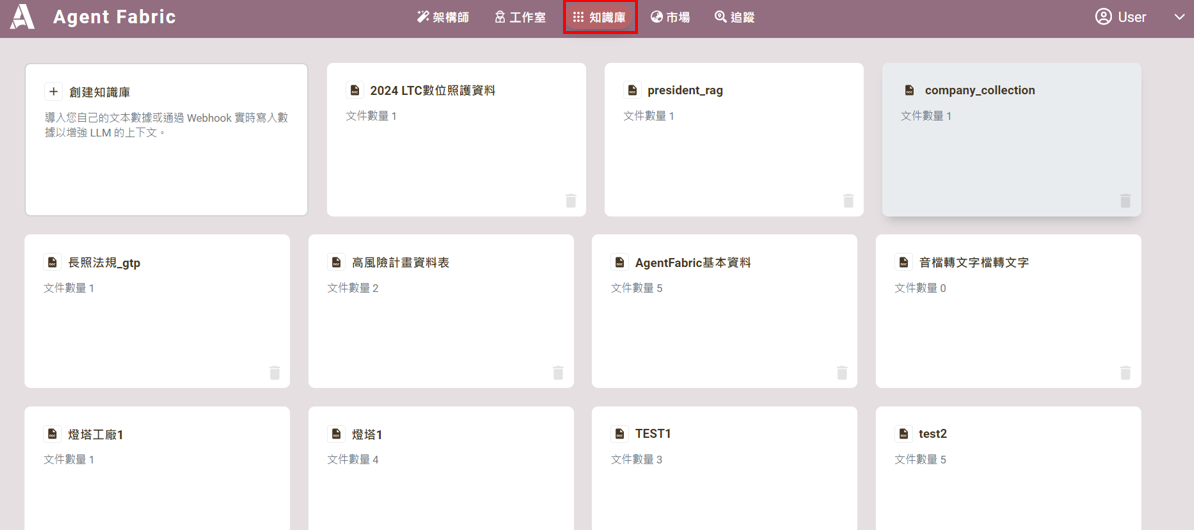 Agent Fabric
架構師
工作室
知識庫
市場
追蹤
User
創建知識庫
導入您自己的文本數據或通過 Webhook 實時寫入數
據以增強 LLM 的上下文。
2024 LTC數位照護資料
文件數量 1
president_rag
文件數量 1
company_collection
文件數量 1
長照法規_gtp
文件數量 1
高風險計畫資料表
文件數量 2
AgentFabric基本資料
文件數量 5
音檔轉文字檔轉文字
文件數量 0
燈塔工廠1
文件數量 1
燈塔1
文件數量 4
TEST1
文件數量 3
test2
文件數量 5